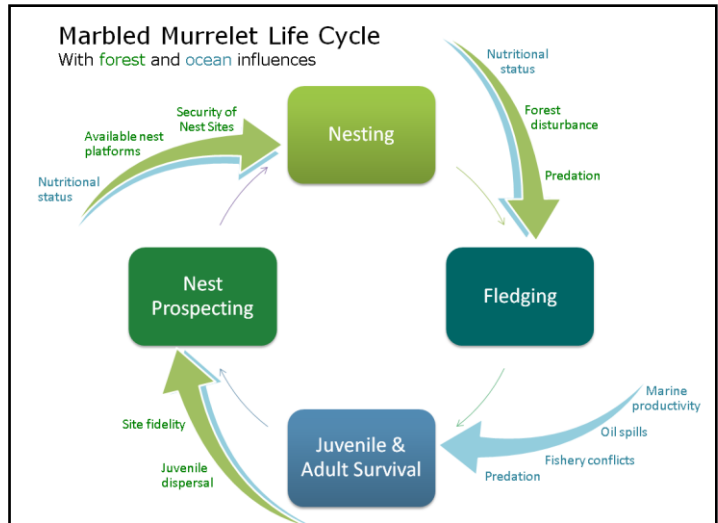 Marbled Murrelet Life Cycle
With forest and ocean influences
Nutritional
status
Forest
disturbance
Predation
Security of
Nest Sites
Available nest
platforms
Nutritional
status
Nesting
Nest
Prospecting
Fledging
Site fidelity
Juvenile
dispersal
Juvenile &
Adult Survival
Marine
productivity
Oil spills
Fishery conflicts
Predation